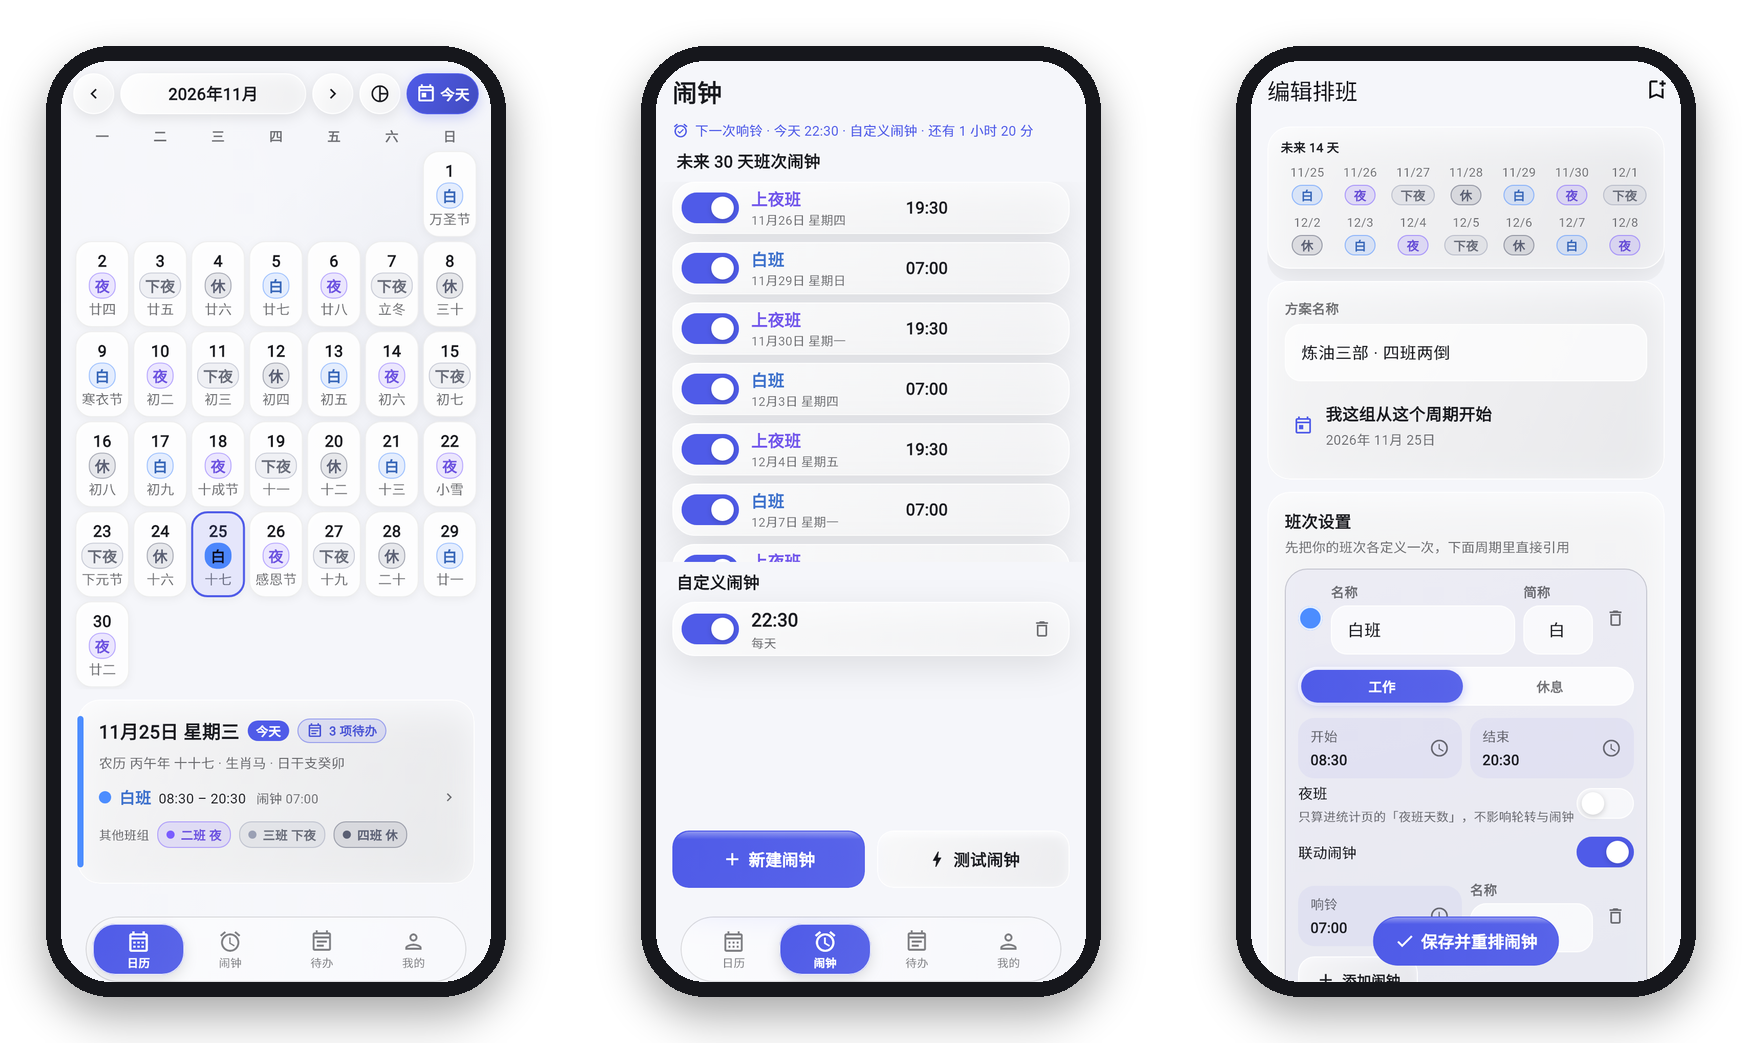 2026年11月
今天
一 二 三 四 五 六 日
1
白
万圣节
2 3 4 5 6 7 8
夜 下夜 休 白 夜 下夜 休
廿四 廿五 廿六 廿七 廿八 立冬 三十
9 10 11 12 13 14 15
白 夜 下夜 休 白 夜 下夜
寒衣节 初二 初三 初四 初五 初六 初七
16 17 18 19 20 21 22
休 白 夜 下夜 休 白 夜
初八 初九 十成节 十一 十二 十三 小雪
23 24 25 26 27 28 29
下夜 休 白 夜 下夜 休 白
下元节 十六 十七 感恩节 十九 二十 廿一
30
夜
廿二
11月25日 星期三 今天 3 项待办
农历 丙午年 十十七 · 生肖马 · 日干支癸卯
白班 08:30 – 20:30 闹钟 07:00
其他班组 二班 夜 三班 下夜 四班 休
日历 闹钟 待办 我的
闹钟
下一次响铃 · 今天 22:30 · 自定义闹钟 · 还有 1 小时 20 分
未来 30 天班次闹钟
上夜班
11月26日 星期四
19:30
白班
11月29日 星期日
07:00
上夜班
11月30日 星期一
19:30
白班
12月3日 星期四
07:00
上夜班
12月4日 星期五
19:30
白班
12月7日 星期一
07:00
上夜班
自定义闹钟
22:30
每天
新建闹钟 测试闹钟
日历 闹钟 待办 我的
编辑排班
未来 14 天
11/25 11/26 11/27 11/28 11/29 11/30 12/1
白 夜 下夜 休 白 夜 下夜
12/2 12/3 12/4 12/5 12/6 12/7 12/8
休 白 夜 下夜 休 白 夜
方案名称
炼油三部 · 四班两倒
我这组从这个周期开始
2026年 11月 25日
班次设置
先把你的班次各定义一次，下面周期里直接引用
名称 简称
白班 白
工作 休息
开始 结束
08:30 20:30
夜班
只算进统计页的「夜班天数」，不影响轮转与闹钟
联动闹钟
响铃 名称
07:00
保存并重排闹钟
添加闹钟